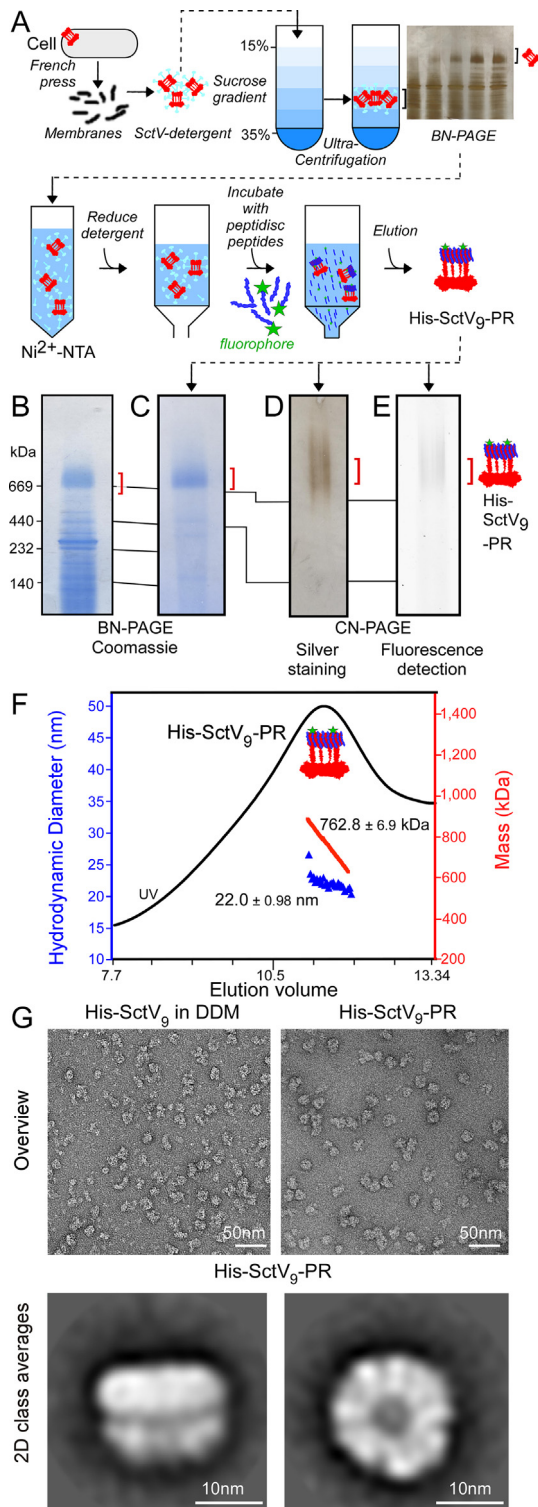 A
Cell
French
press
Membranes
SctV-detergent
Sucrose
gradient
15%
35%
Ultra-
Centrifugation
BN-PAGE
Reduce
detergent
Incubate
with
peptidisc
peptides
Elution
fluorophore
Ni2+-NTA
His-SctV9-PR
B
C
D
E
kDa
669
440
232
140
His-
SctV9
-PR
BN-PAGE
Coomassie
CN-PAGE
Silver
staining
Fluorescence
detection
F
Hydrodynamic Diameter (nm)
50
45
40
35
30
25
20
15
10
His-SctV9-PR
762.8 ± 6.9 kDa
22.0 ± 0.98 nm
UV
1,400
1,200
1,000
800
600
400
200
Mass (kDa)
7.7
10.5
13.34
Elution volume
G
His-SctV9 in DDM
His-SctV9-PR
Overview
50nm
50nm
His-SctV9-PR
2D class averages
10nm
10nm